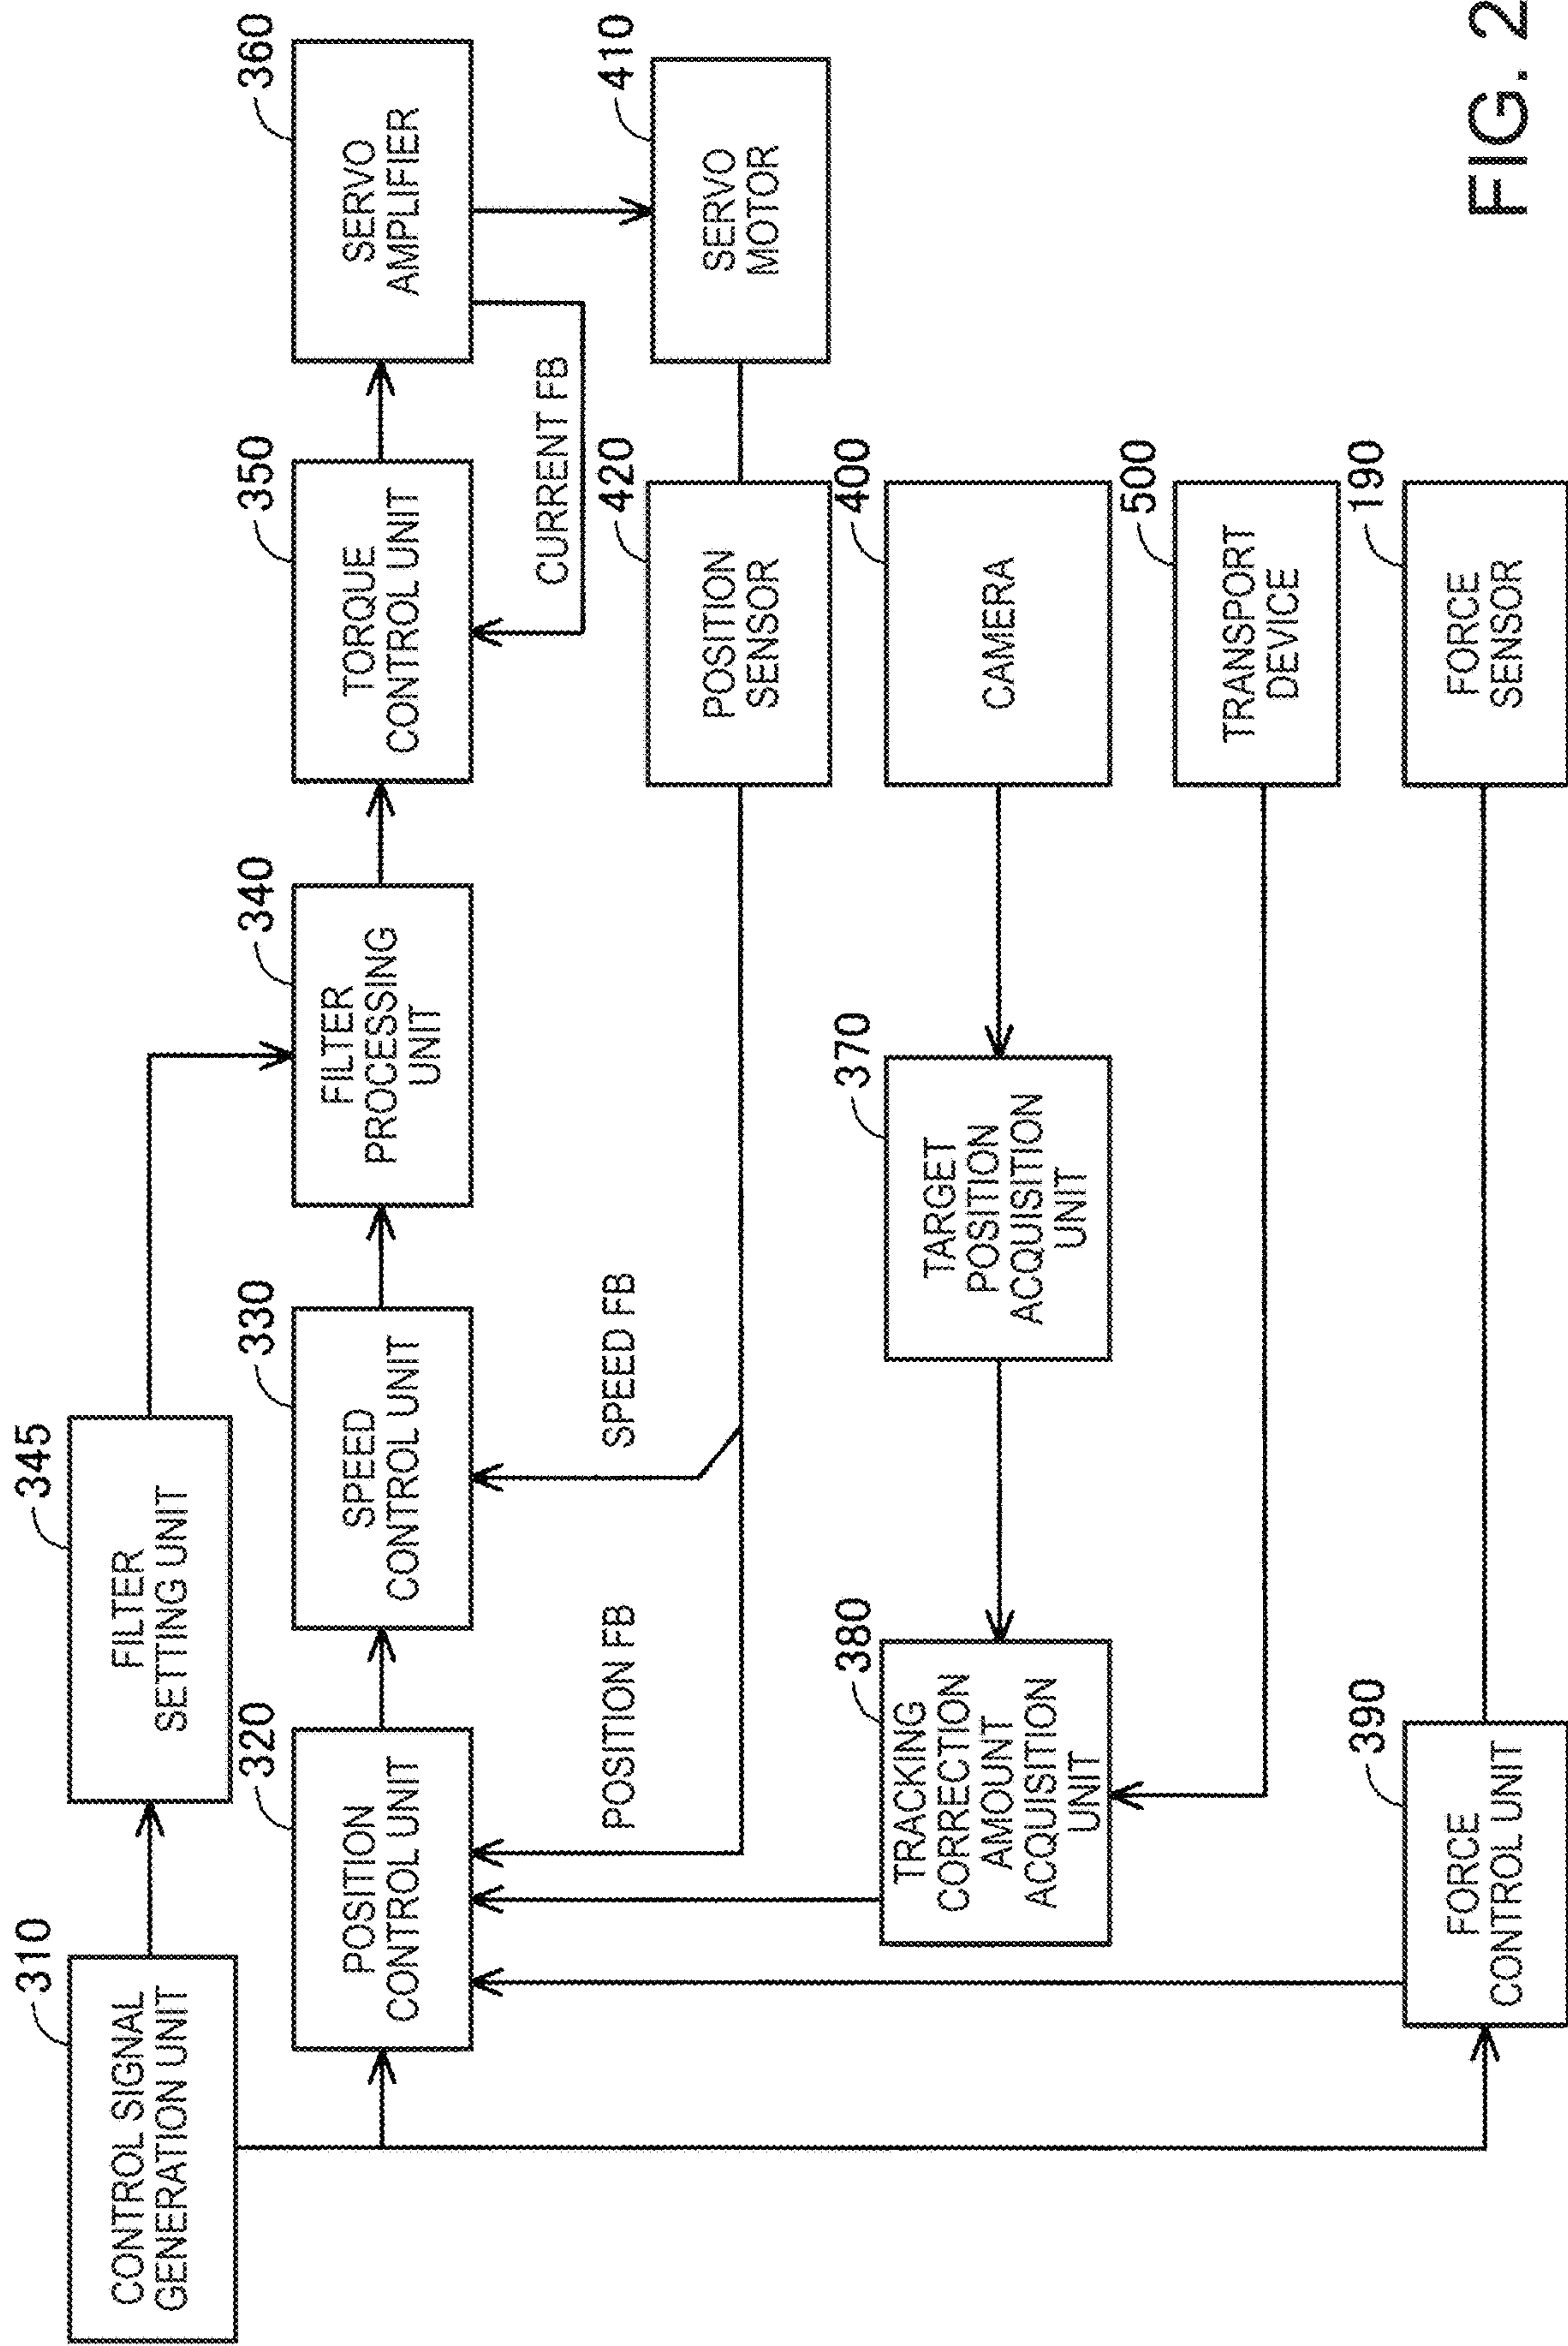 310
CONTROL SIGNAL
GENERATION UNIT
345
FILTER
SETTING UNIT
320
POSITION
CONTROL UNIT
330
SPEED
CONTROL UNIT
340
FILTER
PROCESSING
UNIT
350
TORQUE
CONTROL UNIT
360
SERVO
AMPLIFIER
CURRENT FB
POSITION FB
SPEED FB
420
POSITION
SENSOR
410
SERVO
MOTOR
380
TRACKING
CORRECTION
AMOUNT
ACQUISITION
UNIT
370
TARGET
POSITION
ACQUISITION
UNIT
400
CAMERA
500
TRANSPORT
DEVICE
390
FORCE
CONTROL UNIT
190
FORCE
SENSOR
FIG. 2